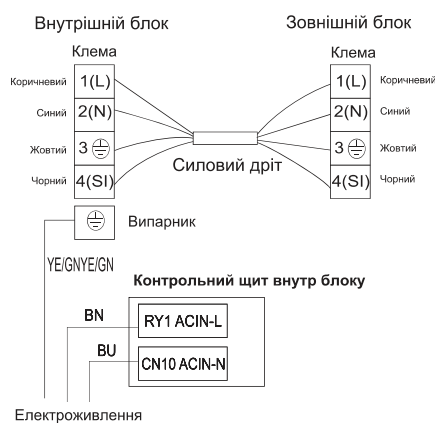 Внутрішній блок
Зовнішній блок
Клема
Клема
Коричневий 1(L)
1(L) Коричневий
Синий 2(N)
2(N) Синий
Жовтий 3
3 Жовтий
Силовий дріт
Чорний 4(SI)
4(SI) Чорний
Випарник
YE/GNYE/GN
Контрольний щит внутр блоку
BN
RY1 ACIN-L
BU
CN10 ACIN-N
Електроживлення